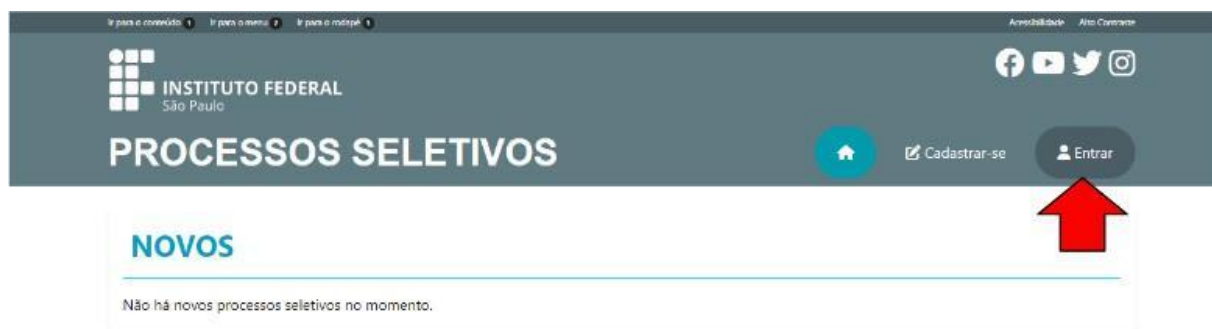 Ir para o conteúdo 1 Ir para o menu 2 Ir para o rodapé 3
Acessibilidade Alto Contraste
INSTITUTO FEDERAL
São Paulo
PROCESSOS SELETIVOS
Cadastrar-se
Entrar
NOVOS
Não há novos processos seletivos no momento.